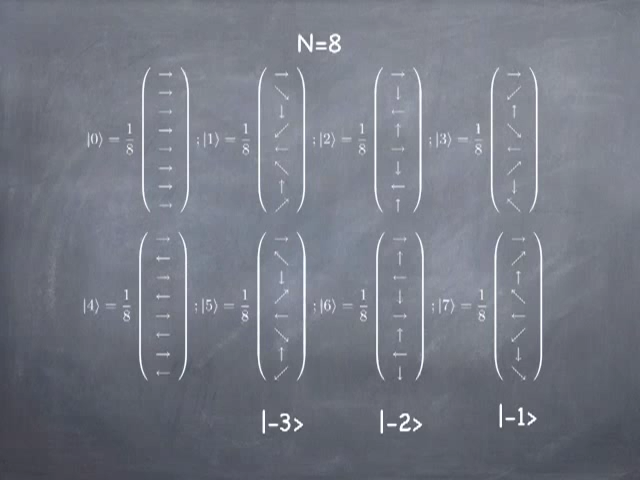 N=8
|0⟩ = 1/8 (→ → → → → → → →) ; |1⟩ = 1/8 (→ ↘ ↓ ↙ ← ↖ ↑ ↗) ; |2⟩ = 1/8 (→ ↓ ← ↑ → ↓ ← ↑) ; |3⟩ = 1/8 (→ ↙ ↑ ↘ ← ↗ ↓ ↖)
|4⟩ = 1/8 (→ ← → ← → ← → ←) ; |5⟩ = 1/8 (→ ↖ ↓ ↗ ← ↘ ↑ ↙) ; |6⟩ = 1/8 (→ ↑ ← ↓ → ↑ ← ↓) ; |7⟩ = 1/8 (→ ↗ ↑ ↖ ← ↙ ↓ ↘)
|-3> |-2> |-1>